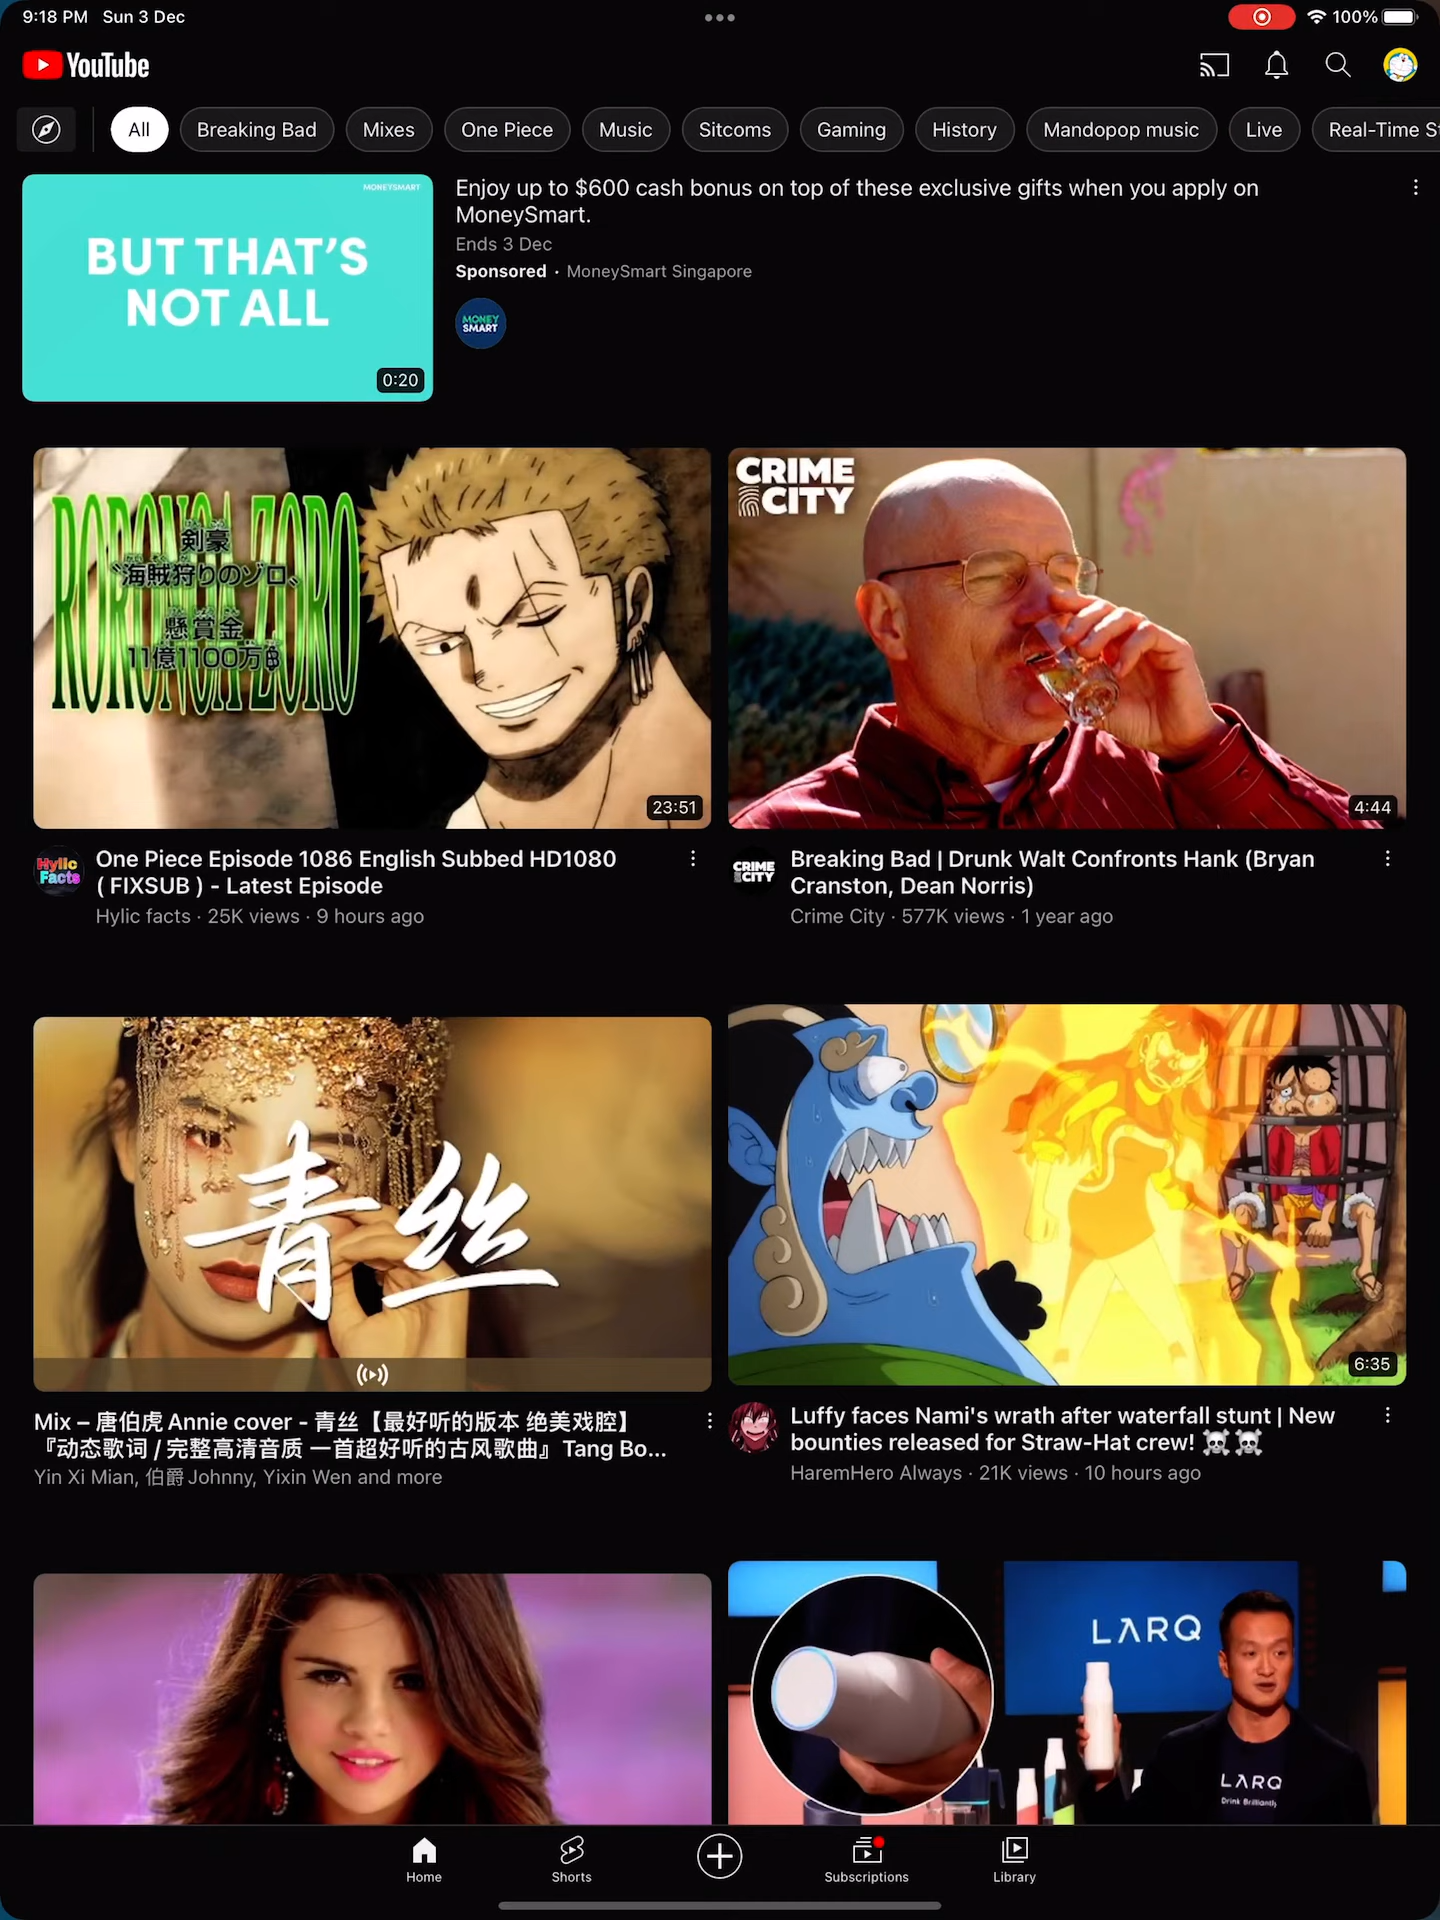 9:18 PM Sun 3 Dec
100%
YouTube
All
Breaking Bad
Mixes
One Piece
Music
Sitcoms
Gaming
History
Mandopop music
Live
Real-Time S
MONEYSMART
BUT THAT'S
NOT ALL
0:20
Enjoy up to $600 cash bonus on top of these exclusive gifts when you apply on
MoneySmart.
Ends 3 Dec
Sponsored · MoneySmart Singapore
MONEY
SMART
RORONOA ZORO
剣豪
〝海賊狩りのゾロ〟
懸賞金
11億1100万฿
23:51
CRIME
CITY
4:44
Hylic
Facts
One Piece Episode 1086 English Subbed HD1080
( FIXSUB ) - Latest Episode
Hylic facts · 25K views · 9 hours ago
CRIME
CITY
Breaking Bad | Drunk Walt Confronts Hank (Bryan
Cranston, Dean Norris)
Crime City · 577K views · 1 year ago
青丝
6:35
Mix – 唐伯虎 Annie cover - 青丝【最好听的版本 绝美戏腔】
『动态歌词 / 完整高清音质 一首超好听的古风歌曲』Tang Bo...
Yin Xi Mian, 伯爵 Johnny, Yixin Wen and more
Luffy faces Nami's wrath after waterfall stunt | New
bounties released for Straw-Hat crew! ☠️☠️
HaremHero Always · 21K views · 10 hours ago
LARQ
LARQ
Drink Brilliantly
Home
Shorts
Subscriptions
Library